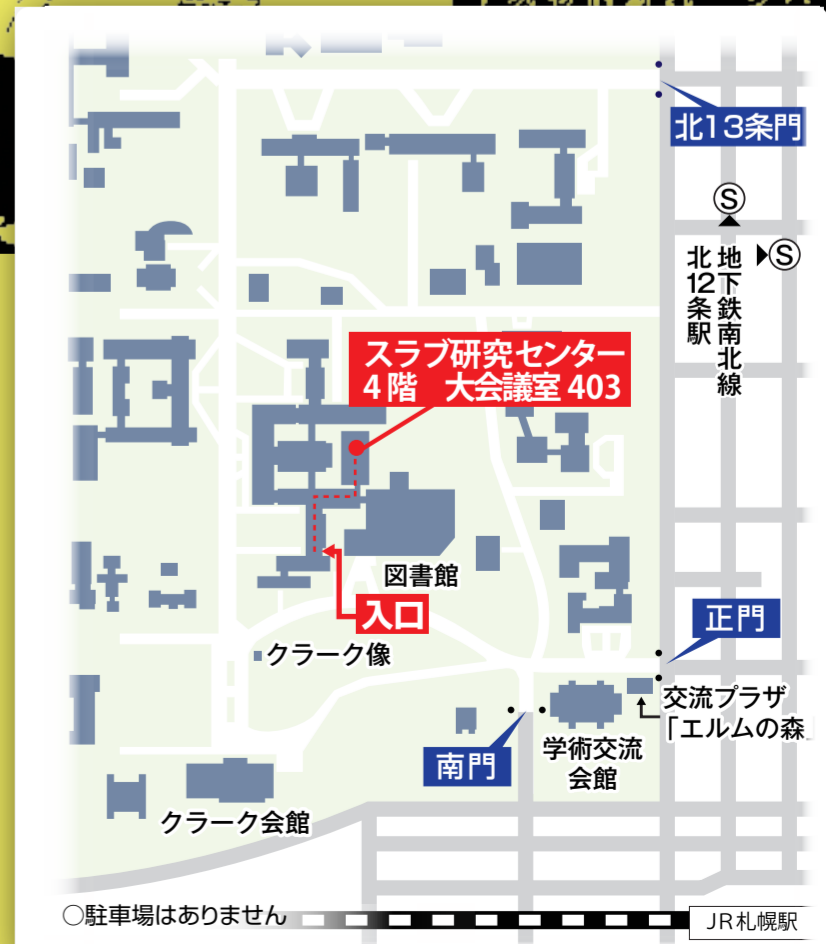 北13条門
Ⓢ
Ⓢ
地下鉄南北線
北12条駅
スラブ研究センター
4階 大会議室 403
図書館
入口
クラーク像
正門
交流プラザ
「エルムの森」
南門
学術交流
会館
クラーク会館
○駐車場はありません
JR札幌駅